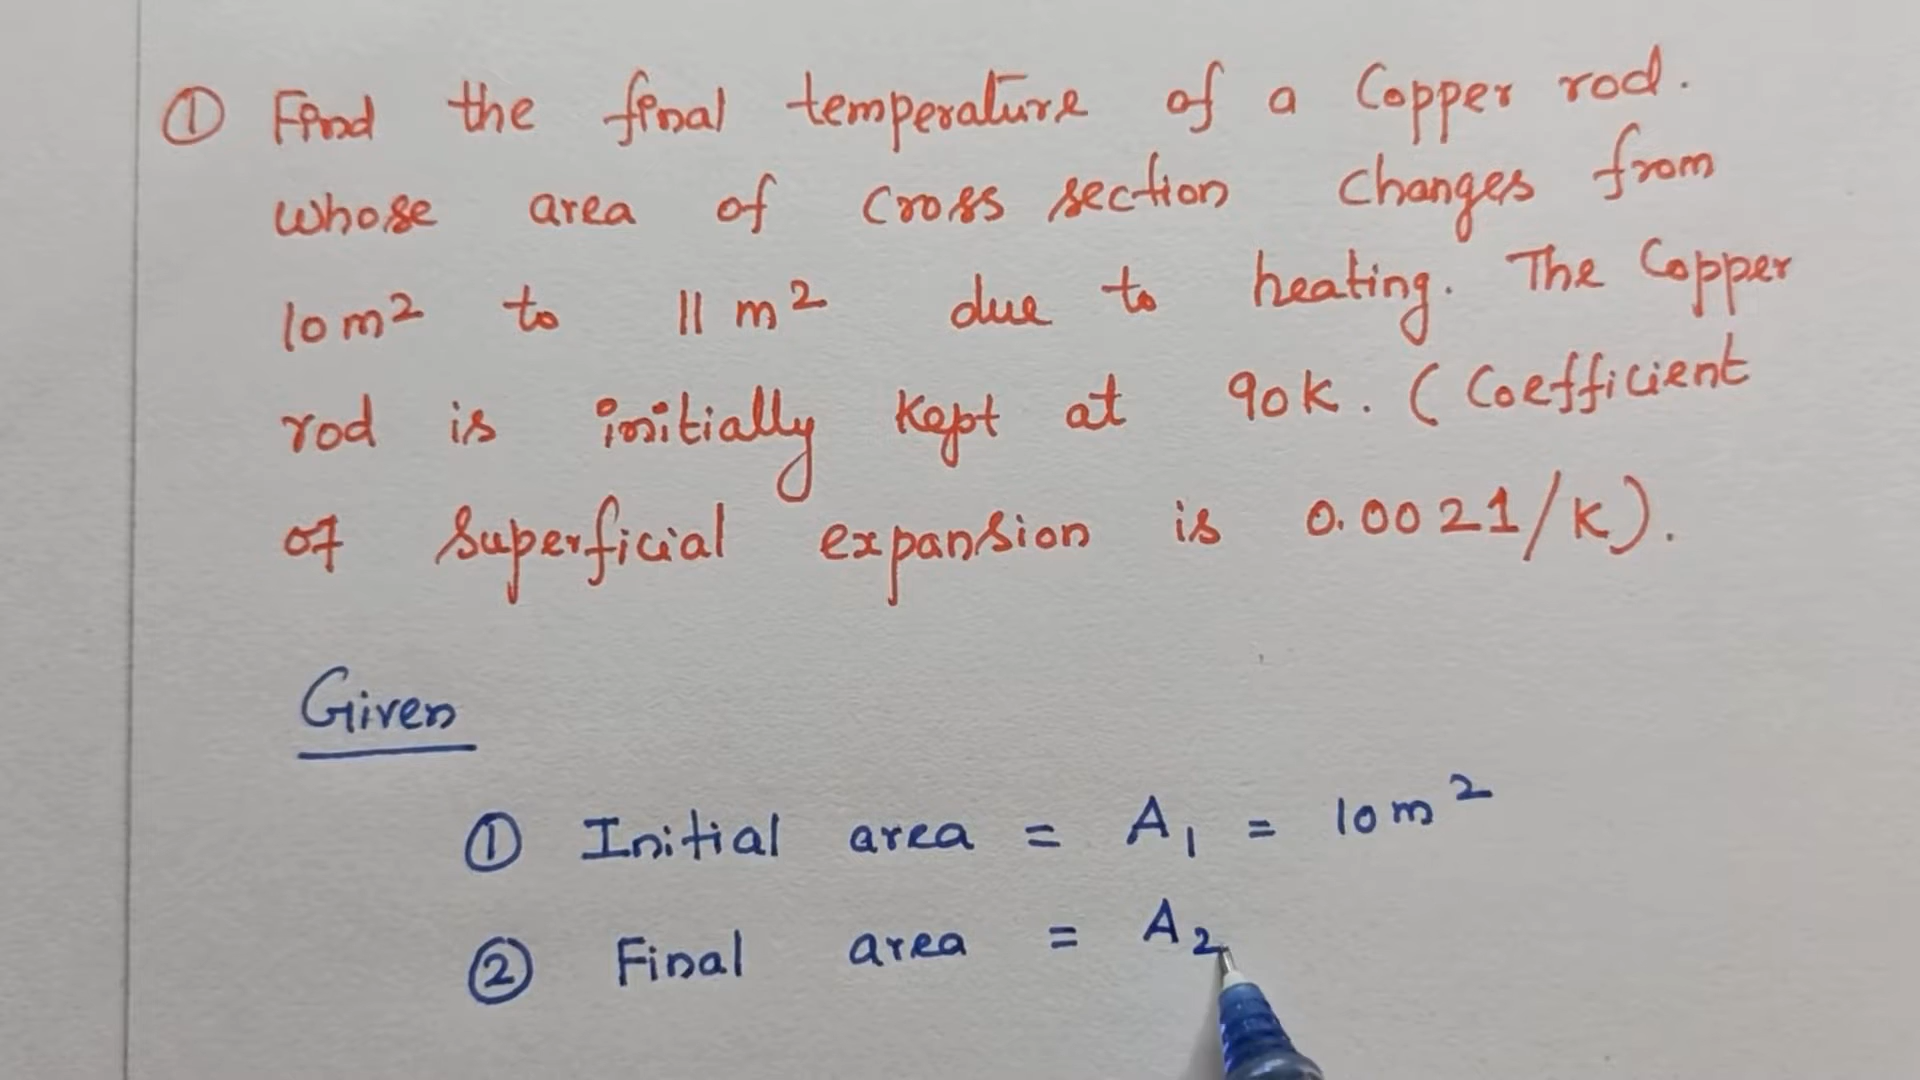 ① Find the final temperature of a Copper rod.
whose area of cross section changes from
10 m² to 11 m² due to heating. The Copper
rod is initially kept at 90K. (Coefficient
of superficial expansion is 0.0021/K).
Given
① Initial area = A₁ = 10 m²
② Final area = A₂